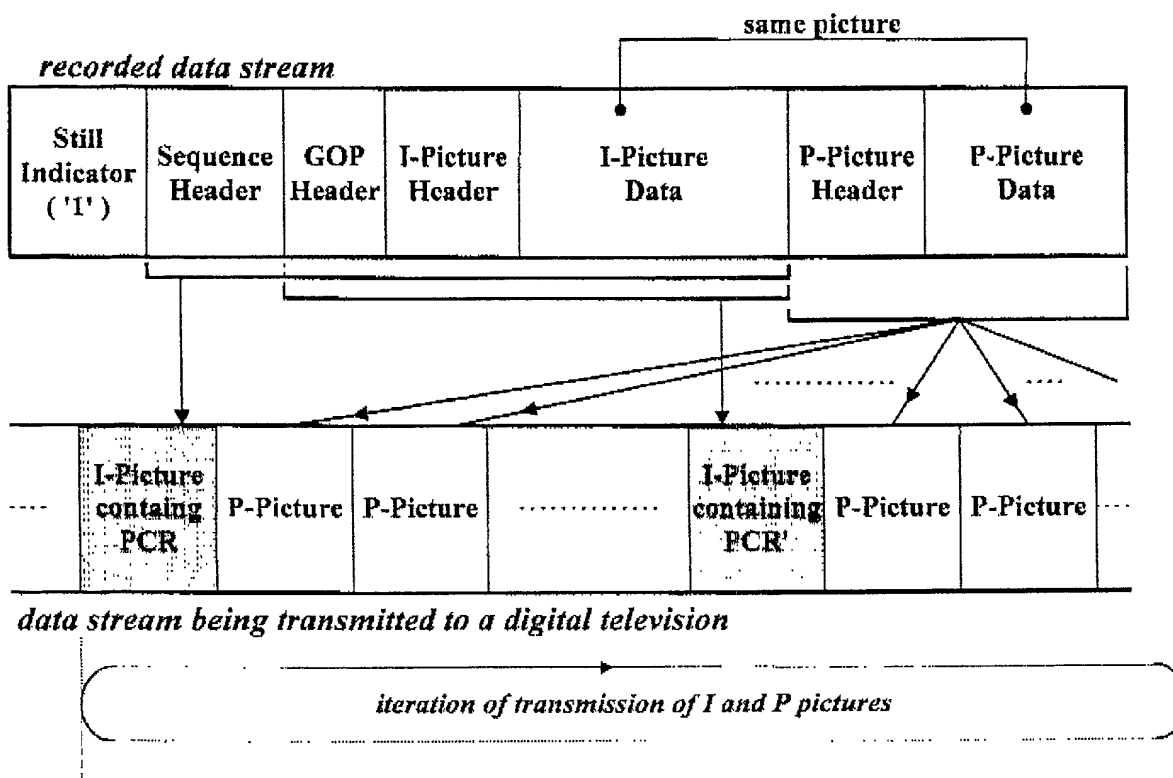 same picture
recorded data stream
Still
Indicator
( '1' )
Sequence
Header
GOP
Header
I-Picture
Header
I-Picture
Data
P-Picture
Header
P-Picture
Data
I-Picture
containg
PCR
P-Picture
P-Picture
I-Picture
containing
PCR'
P-Picture
P-Picture
data stream being transmitted to a digital television
iteration of transmission of I and P pictures